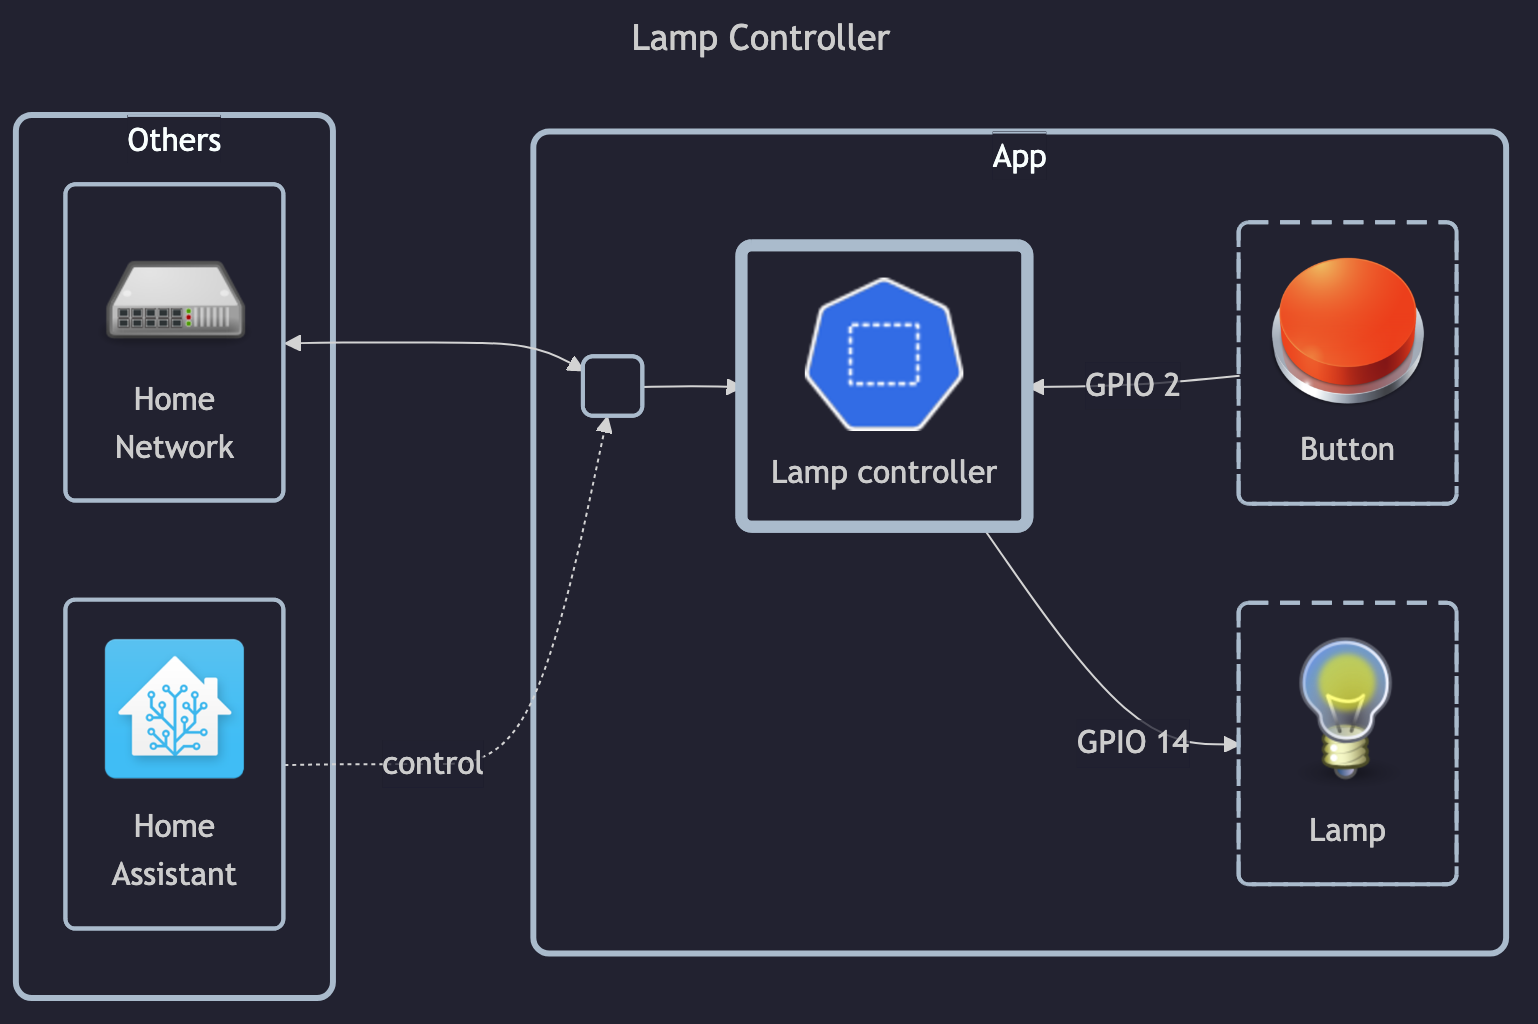 Lamp Controller
Others
Home
Network
Home
Assistant
control
App
Lamp controller
GPIO 2
Button
GPIO 14
Lamp